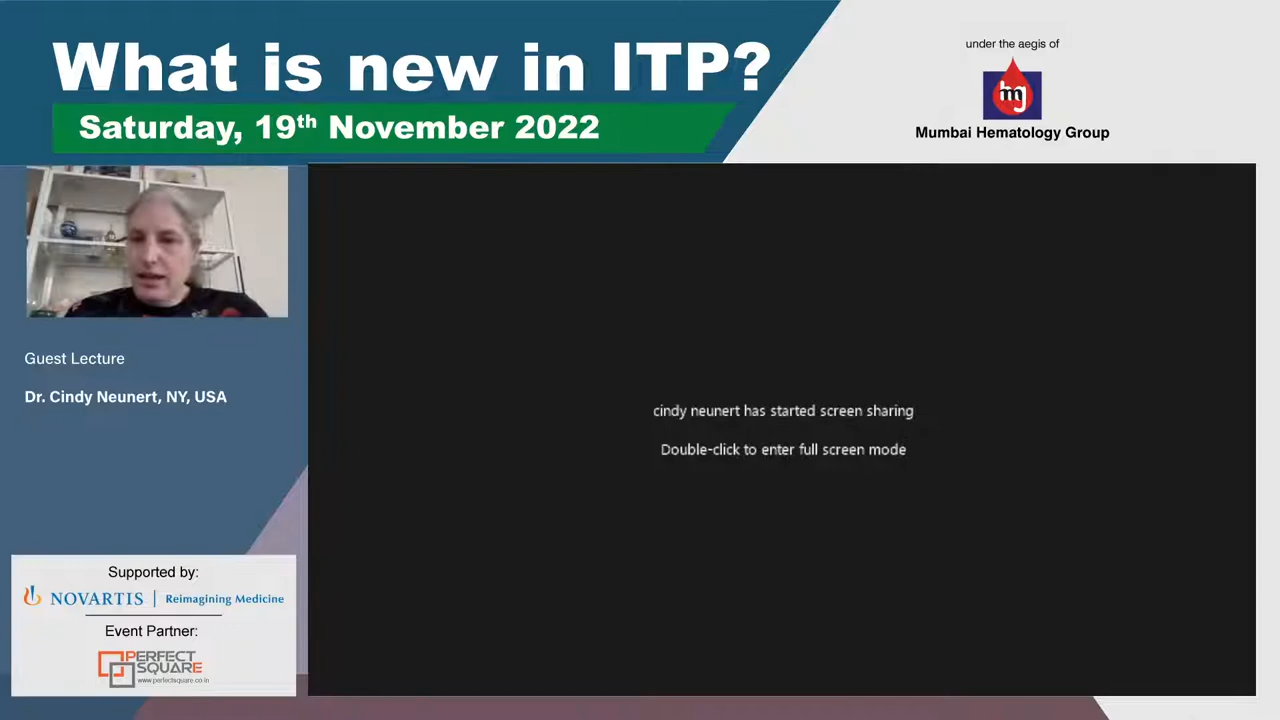 What is new in ITP?
Saturday, 19th November 2022
under the aegis of
mg
Mumbai Hematology Group
Guest Lecture
Dr. Cindy Neunert, NY, USA
cindy neunert has started screen sharing
Double-click to enter full screen mode
Supported by:
NOVARTIS | Reimagining Medicine
Event Partner:
PERFECT
SQUARE
www.perfectsquare.co.in